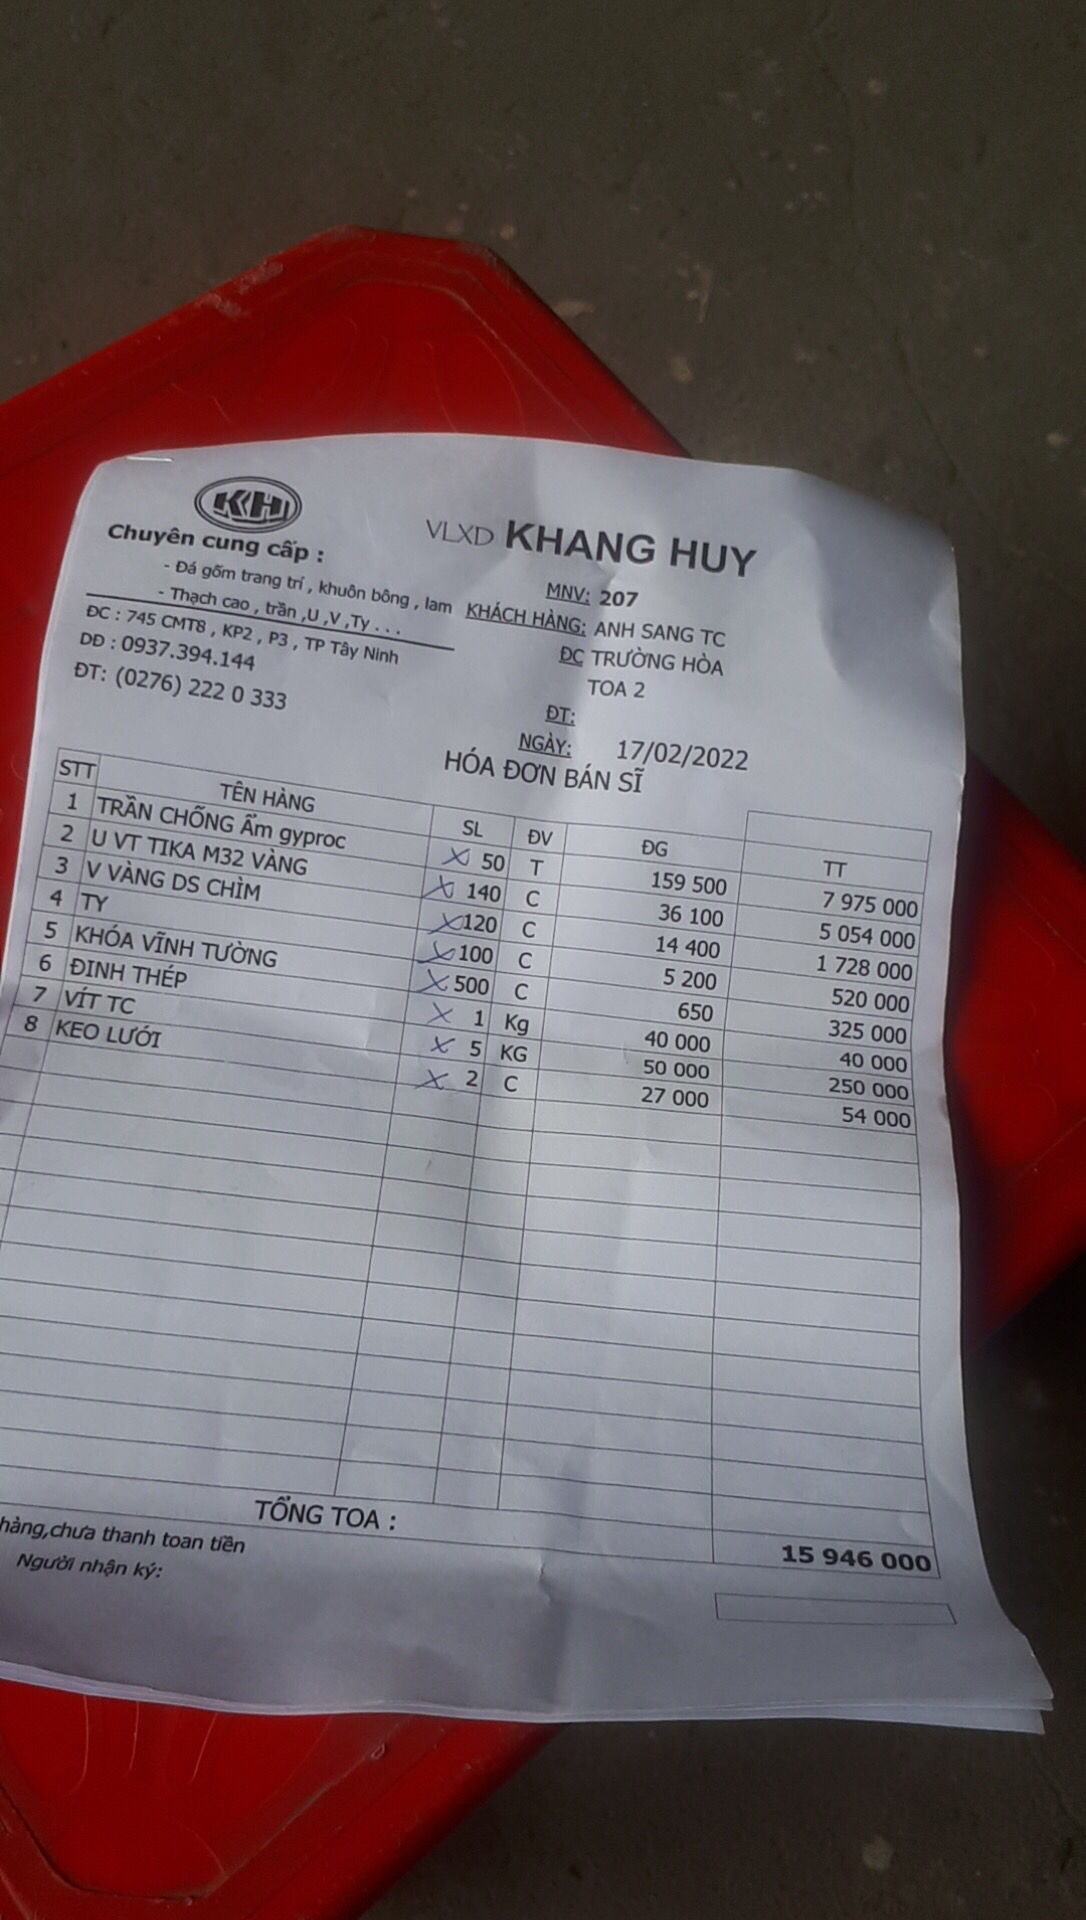 KH
Chuyên cung cấp :
- Đá gốm trang trí , khuôn bông , lam
- Thạch cao , trần ,U ,V ,Ty . . .
ĐC : 745 CMT8 , KP2 , P3 , TP Tây Ninh
DĐ : 0937.394.144
ĐT: (0276) 222 0 333
VLXD KHANG HUY
MNV: 207
KHÁCH HÀNG: ANH SANG TC
ĐC TRƯỜNG HÒA
TOA 2
ĐT:
NGÀY: 17/02/2022
HÓA ĐƠN BÁN SĨ
STT TÊN HÀNG SL ĐV ĐG TT
1 TRẦN CHỐNG Ẩm gyproc 50 T 159 500 7 975 000
2 U VT TIKA M32 VÀNG 140 C 36 100 5 054 000
3 V VÀNG DS CHÌM 120 C 14 400 1 728 000
4 TY 100 C 5 200 520 000
5 KHÓA VĨNH TƯỜNG 500 C 650 325 000
6 ĐINH THÉP 1 Kg 40 000 40 000
7 VÍT TC 5 KG 50 000 250 000
8 KEO LƯỚI 2 C 27 000 54 000
TỔNG TOA : 15 946 000
hàng,chưa thanh toan tiền
Người nhận ký: